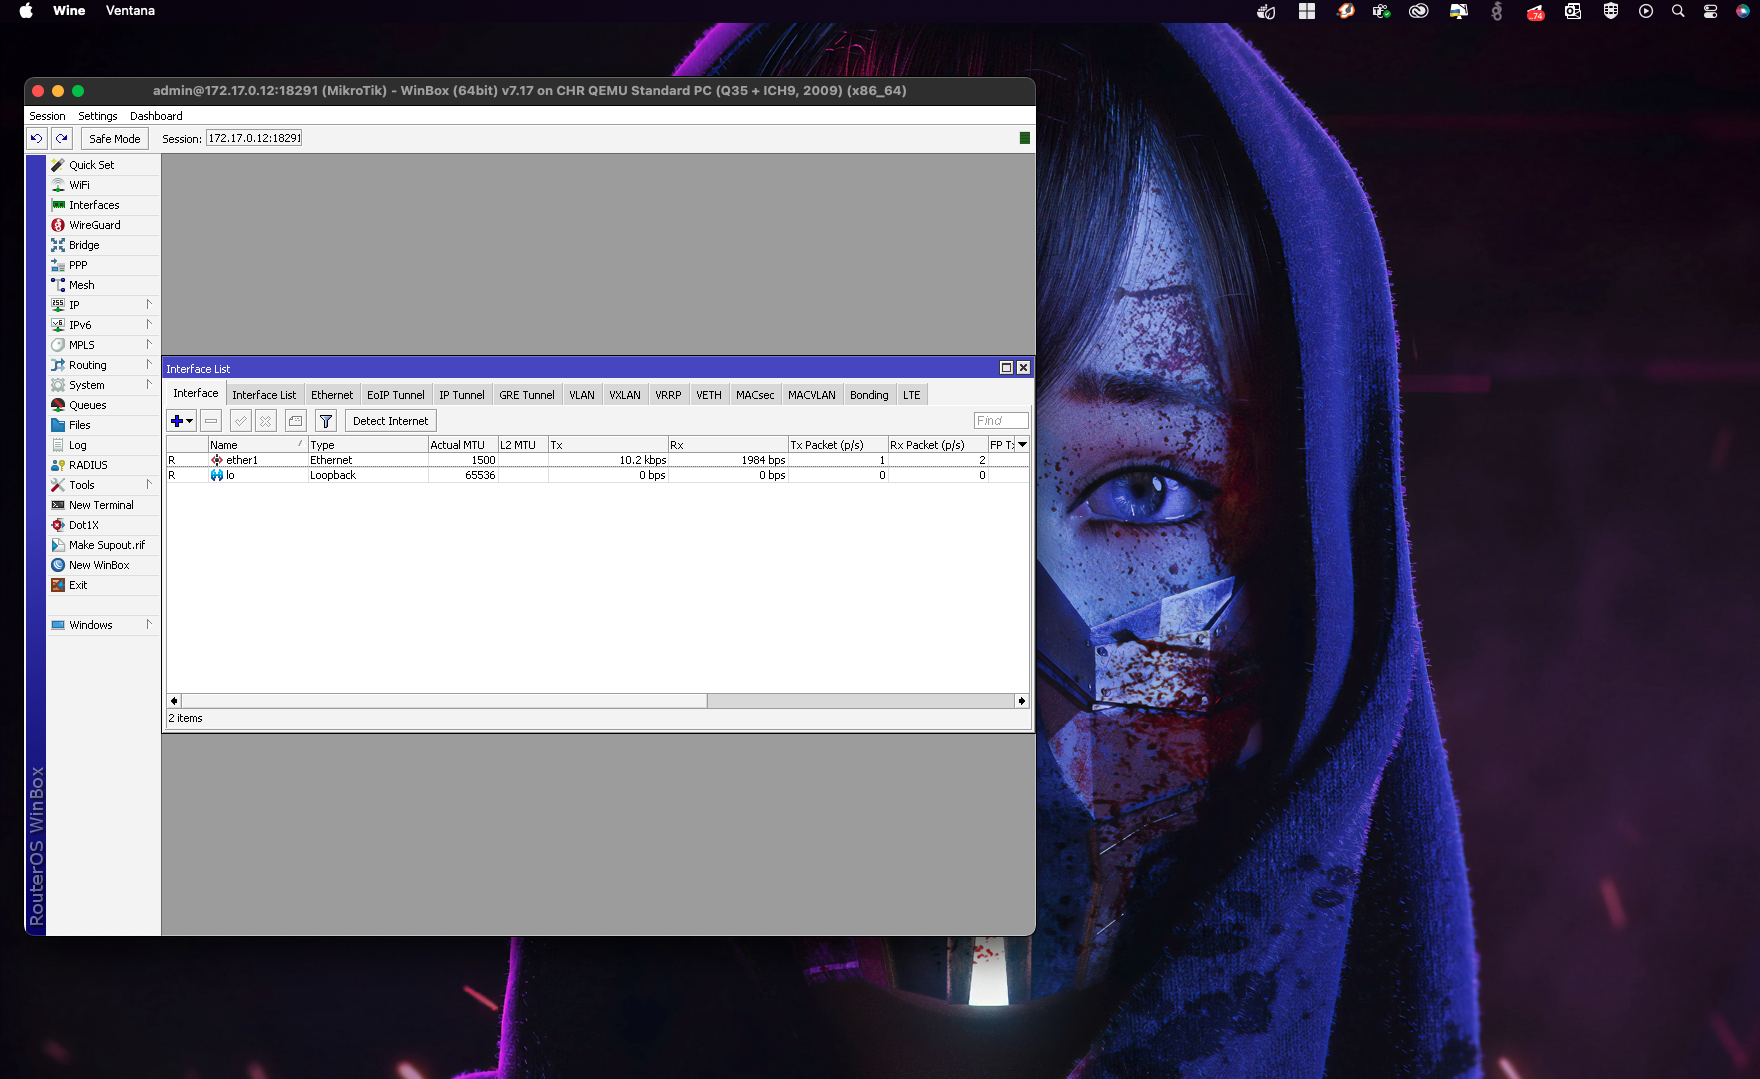 Wine Ventana
74
admin@172.17.0.12:18291 (MikroTik) - WinBox (64bit) v7.17 on CHR QEMU Standard PC (Q35 + ICH9, 2009) (x86_64)
Session Settings Dashboard
Safe Mode Session: 172.17.0.12:18291
Quick Set
WiFi
Interfaces
WireGuard
Bridge
PPP
Mesh
IP
IPv6
MPLS
Routing
System
Queues
Files
Log
RADIUS
Tools
New Terminal
Dot1X
Make Supout.rif
New WinBox
Exit
Windows
RouterOS WinBox
Interface List
Interface Interface List Ethernet EoIP Tunnel IP Tunnel GRE Tunnel VLAN VXLAN VRRP VETH MACsec MACVLAN Bonding LTE
Detect Internet Find
Name Type Actual MTU L2 MTU Tx Rx Tx Packet (p/s) Rx Packet (p/s) FP T
R ether1 Ethernet 1500 10.2 kbps 1984 bps 1 2
R lo Loopback 65536 0 bps 0 bps 0 0
2 items